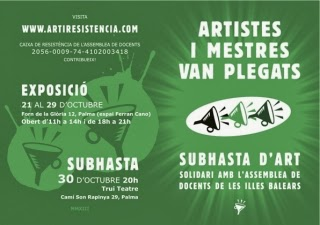 VISITA
WWW.ARTIRESISTENCIA.COM
CAIXA DE RESISTÈNCIA DE L'ASSEMBLEA DE DOCENTS
2056-0009-74-4102003418
CONTRIBUEIX!
EXPOSICIÓ
21 AL 29 D'OCTUBRE
Forn de la Glòria 12, Palma (espai Ferran Cano)
Obert d'11h a 14h i de 18h a 21h
SUBHASTA
30 D'OCTUBRE 20h
Trui Teatre
Camí Son Rapinya 29, Palma
ARTISTES
I MESTRES
VAN PLEGATS
SUBHASTA D'ART
SOLIDARI AMB L'ASSEMBLEA DE
DOCENTS DE LES ILLES BALEARS